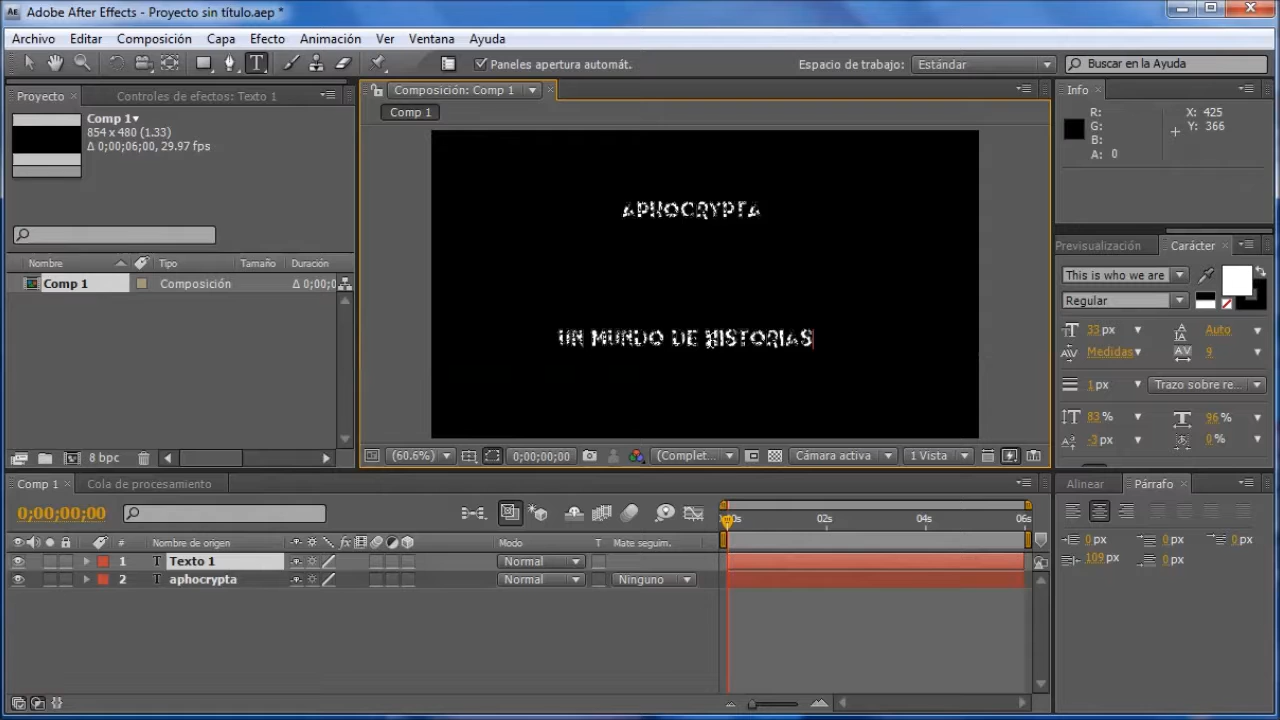 Adobe After Effects - Proyecto sin título.aep *
Archivo Editar Composición Capa Efecto Animación Ver Ventana Ayuda
Paneles apertura automát. Espacio de trabajo: Estándar Buscar en la Ayuda
Proyecto Controles de efectos: Texto 1
Comp 1
854 x 480 (1.33)
Δ 0;00;06;00, 29.97 fps
Nombre Tipo Tamaño Duración
Comp 1 Composición Δ 0;00;0
8 bpc
Composición: Comp 1
Comp 1
APHOCRYPTA
UN MUNDO DE HISTORIAS
(60.6%) 0;00;00;00 (Complet... Cámara activa 1 Vista
Info
R: X: 425
G: Y: 366
B:
A: 0
Previsualización Carácter
This is who we are
Regular
33 px Auto
Medidas 9
1 px Trazo sobre re...
83 % 96 %
-3 px 0 %
Alinear Párrafo
0 px 0 px 0 px
109 px 0 px
Comp 1 Cola de procesamiento
0;00;00;00
# Nombre de origen fx Modo T Mate seguim.
1 T Texto 1 Normal
2 T aphocrypta Normal Ninguno
00s 02s 04s 06s